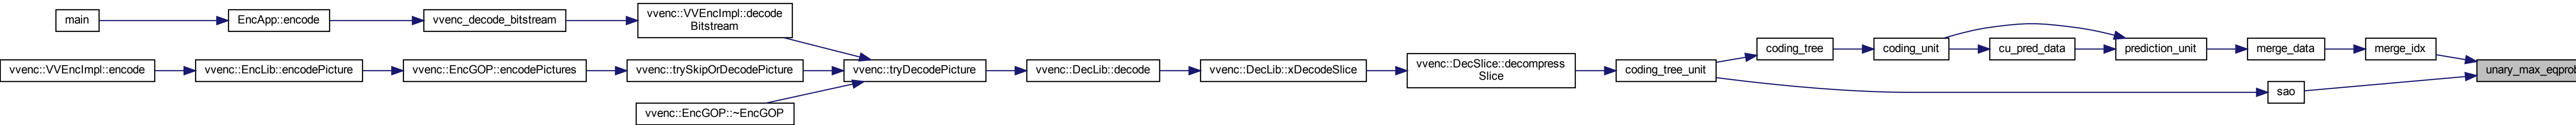 main
EncApp::encode
vvenc_decode_bitstream
vvenc::VVEncImpl::decode
Bitstream
vvenc::VVEncImpl::encode
vvenc::EncLib::encodePicture
vvenc::EncGOP::encodePictures
vvenc::trySkipOrDecodePicture
vvenc::EncGOP::~EncGOP
vvenc::tryDecodePicture
vvenc::DecLib::decode
vvenc::DecLib::xDecodeSlice
vvenc::DecSlice::decompress
Slice
coding_tree_unit
coding_tree
coding_unit
cu_pred_data
prediction_unit
merge_data
merge_idx
sao
unary_max_eqprob